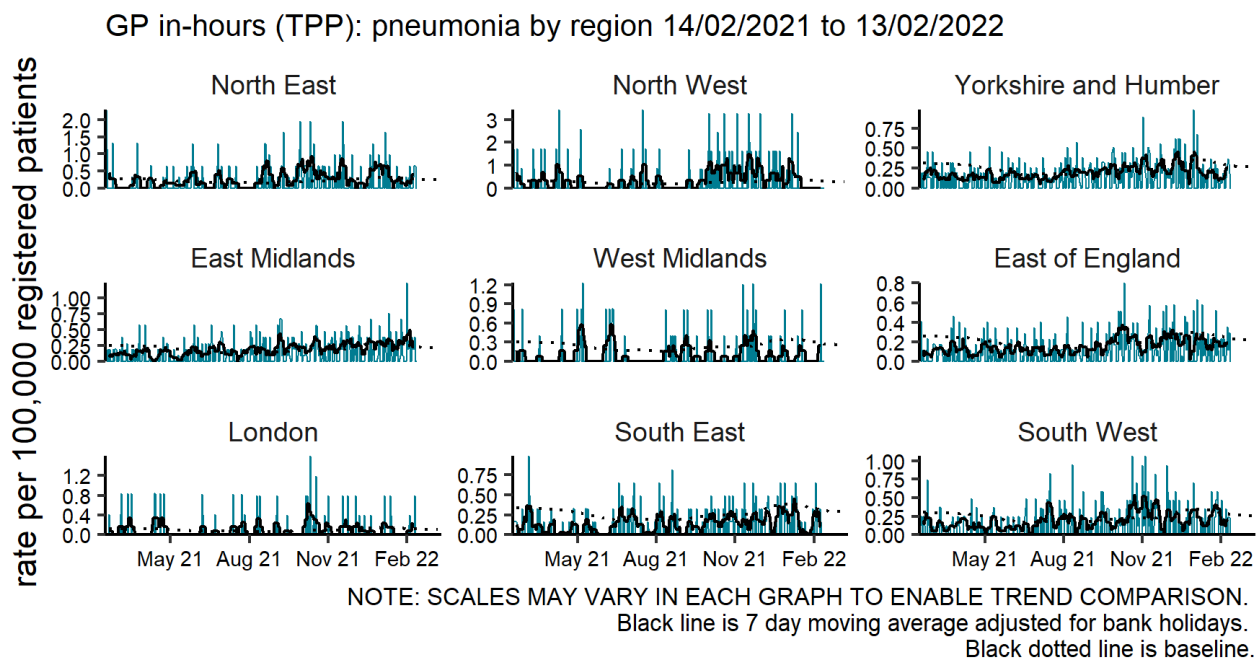 GP in-hours (TPP): pneumonia by region 14/02/2021 to 13/02/2022
rate per 100,000 registered patients
North East
2.0
1.5
1.0
0.5
0.0
North West
3
2
1
0
Yorkshire and Humber
0.75
0.50
0.25
0.00
East Midlands
1.00
0.75
0.50
0.25
0.00
West Midlands
1.2
0.9
0.6
0.3
0.0
East of England
0.8
0.6
0.4
0.2
0.0
London
1.2
0.8
0.4
0.0
May 21 Aug 21 Nov 21 Feb 22
South East
0.75
0.50
0.25
0.00
May 21 Aug 21 Nov 21 Feb 22
South West
1.00
0.75
0.50
0.25
0.00
May 21 Aug 21 Nov 21 Feb 22
NOTE: SCALES MAY VARY IN EACH GRAPH TO ENABLE TREND COMPARISON.
Black line is 7 day moving average adjusted for bank holidays.
Black dotted line is baseline.